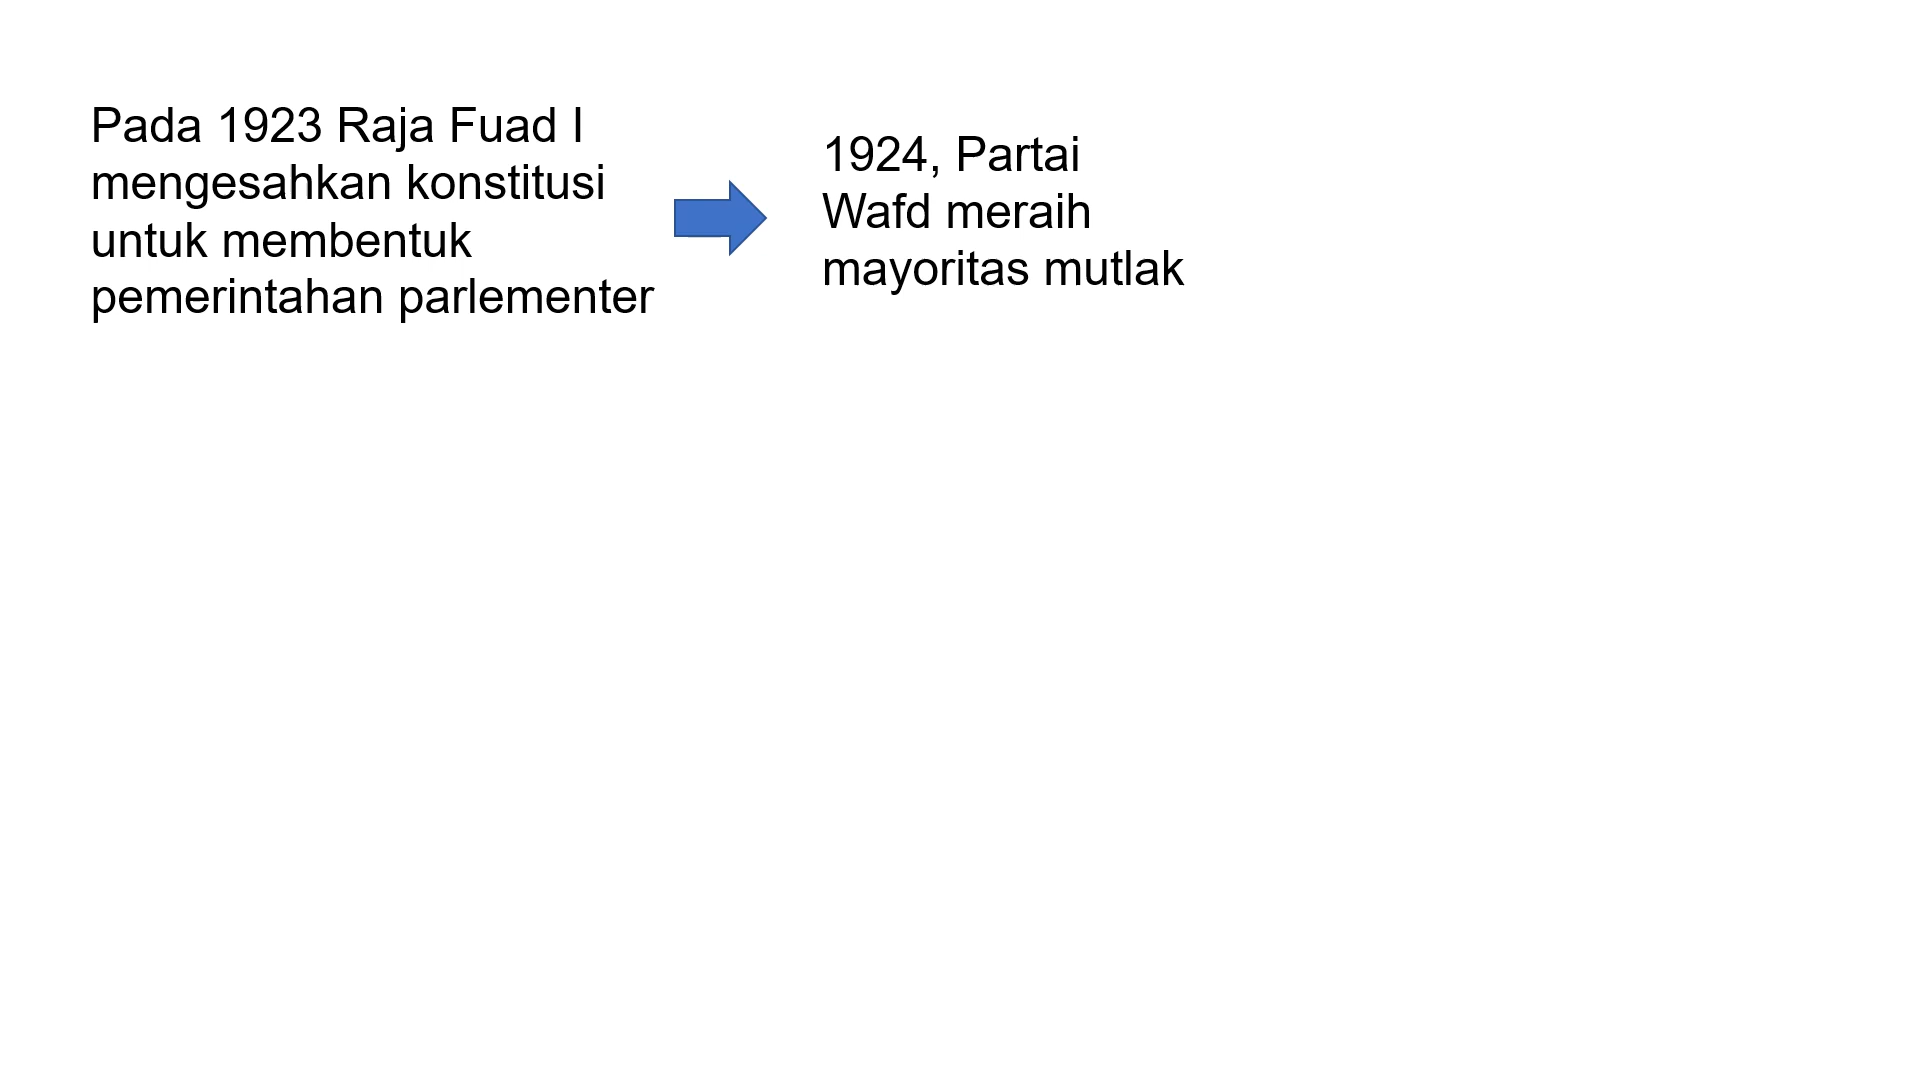 Pada 1923 Raja Fuad I
mengesahkan konstitusi
untuk membentuk
pemerintahan parlementer
1924, Partai
Wafd meraih
mayoritas mutlak